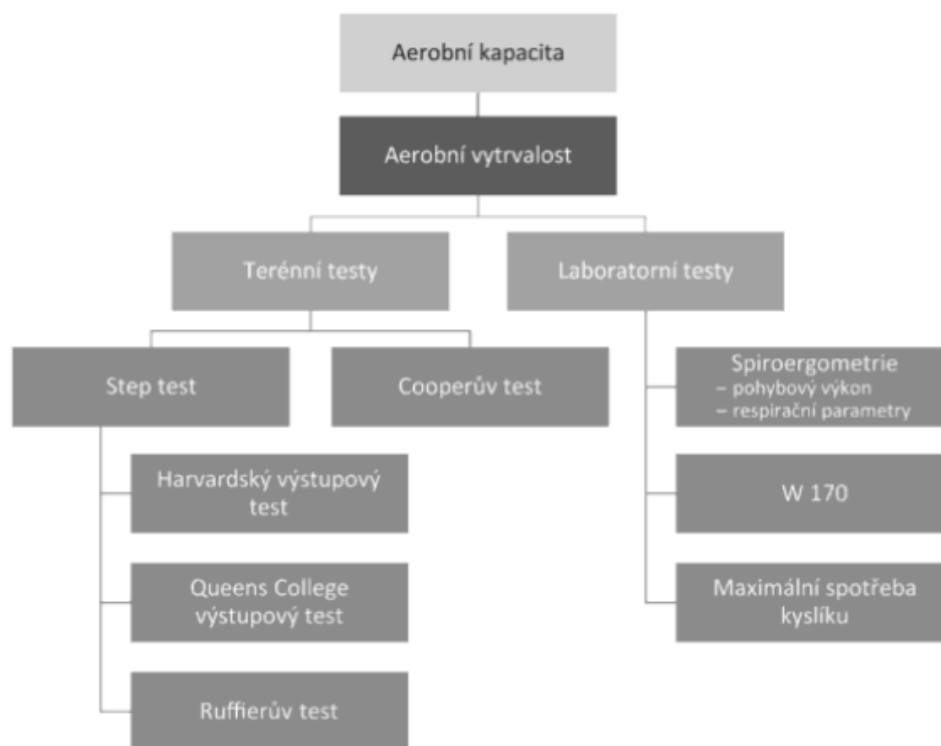 Aerobní kapacita
Aerobní vytrvalost
Terénní testy
Laboratorní testy
Step test
Cooperův test
Spiroergometrie
– pohybový výkon
– respirační parametry
Harvardský výstupový
test
W 170
Queens College
výstupový test
Maximální spotřeba
kyslíku
Ruffierův test